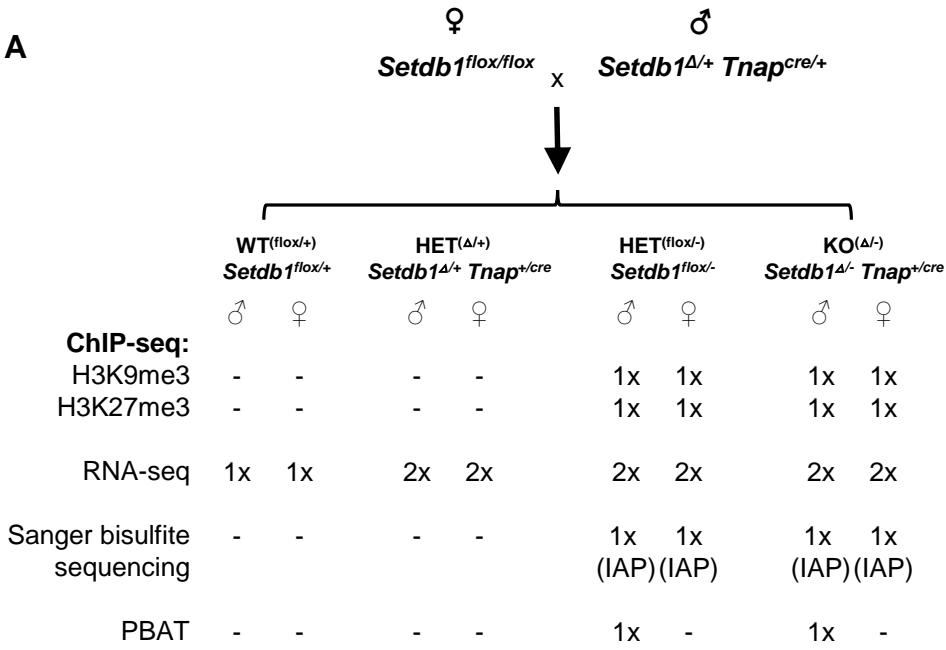 A
♀ ♂
Setdb1flox/flox x Setdb 1Δ/+ Tnapcre/+
WT(flox/+) HET(Δ/+) HET(flox/-) KO(Δ/-)
Setdb1flox/+ Setdb1Δ/+ Tnap+/cre Setdb1flox/- Setdb1Δ/- Tnap+/cre
♂ ♀ ♂ ♀ ♂ ♀ ♂ ♀
ChIP-seq:
H3K9me3 - - - - 1x 1x 1x 1x
H3K27me3 - - - - 1x 1x 1x 1x
RNA-seq 1x 1x 2x 2x 2x 2x 2x 2x
Sanger bisulfite - - - - 1x 1x 1x 1x
sequencing (IAP) (IAP) (IAP) (IAP)
PBAT - - - - 1x - 1x -